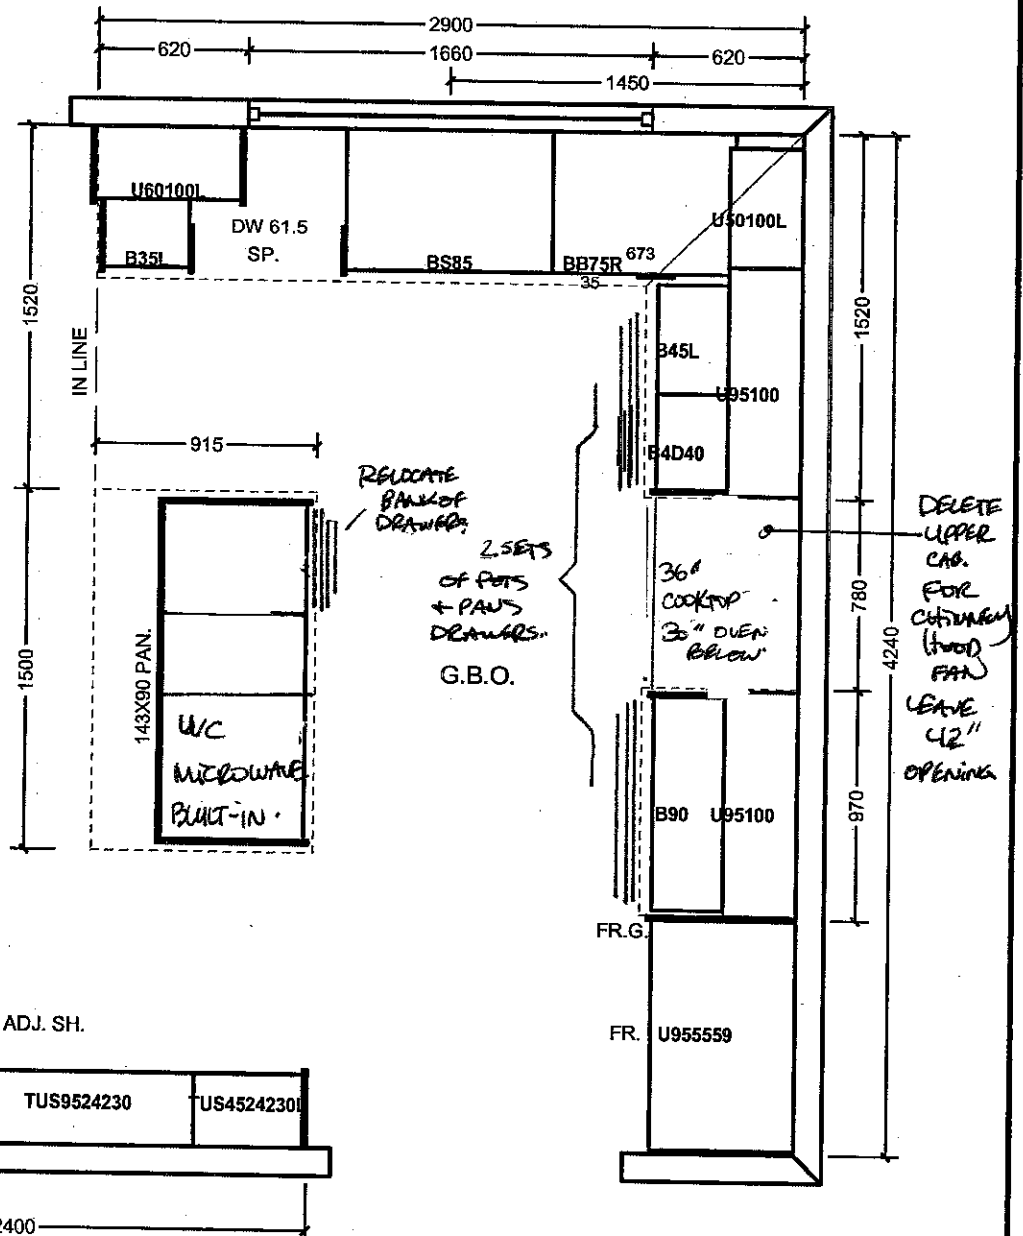 2900
620
1660
620
1450
U60100L
DW 61.5
SP.
B35L
BS85
BB75R
673
35
U50100L
1520
IN LINE
1520
B45L
U95100
B4D40
915
RELOCATE
BANK OF
DRAWERS
2 SETS
OF POTS
+ PANS
DRAWERS.
G.B.O.
36"
COOKTOP
30" OVEN
BELOW
DELETE
UPPER
CAB.
FOR
CHIMNEY
HOOD
FAN
LEAVE
42"
OPENING
780
4240
1500
143X90 PAN.
W/C
MICROWAVE
BUILT-IN.
B90
U95100
970
FR.G.
FR.
U955559
ADJ. SH.
TUS9524230
TUS4524230L
2400